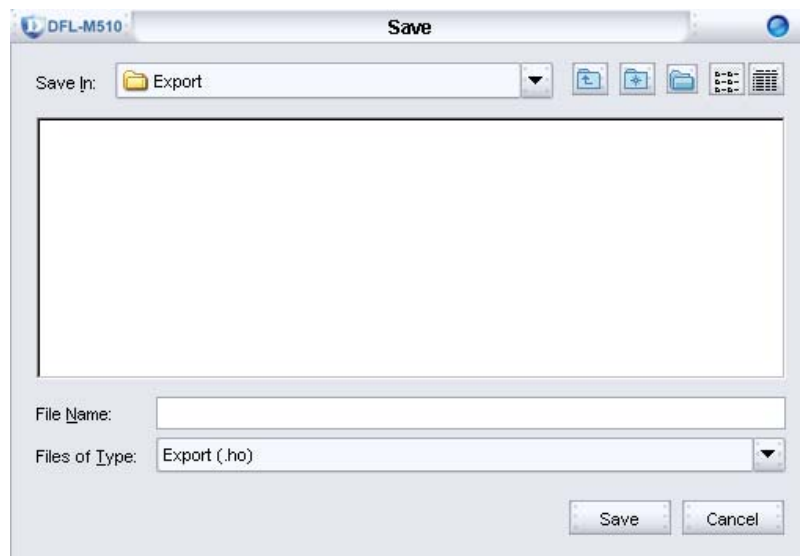 DFL-M510
Save
Save In: Export
File Name:
Files of Type: Export (.ho)
Save Cancel